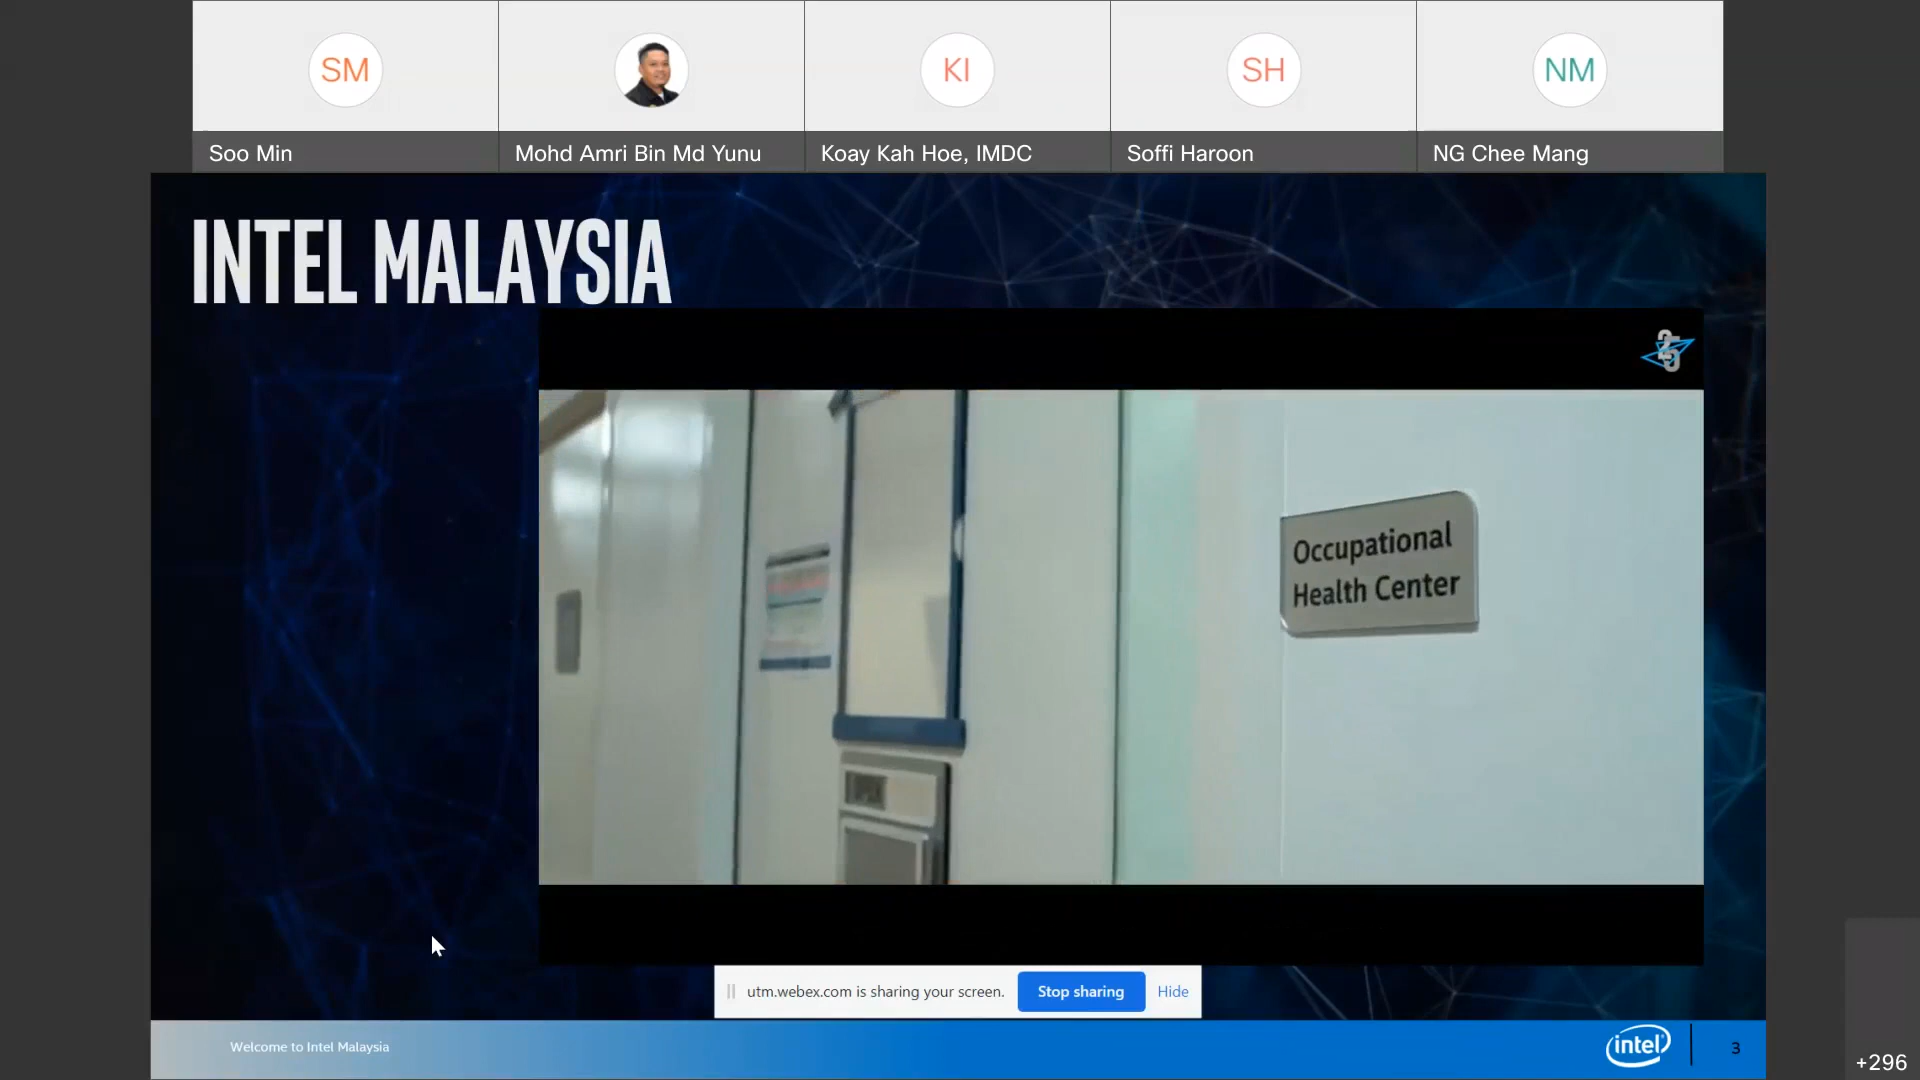 SM
KI
SH
NM
Soo Min
Mohd Amri Bin Md Yunu
Koay Kah Hoe, IMDC
Soffi Haroon
NG Chee Mang
INTEL MALAYSIA
25
Occupational
Health Center
utm.webex.com is sharing your screen.
Stop sharing
Hide
Welcome to Intel Malaysia
intel
3
+296